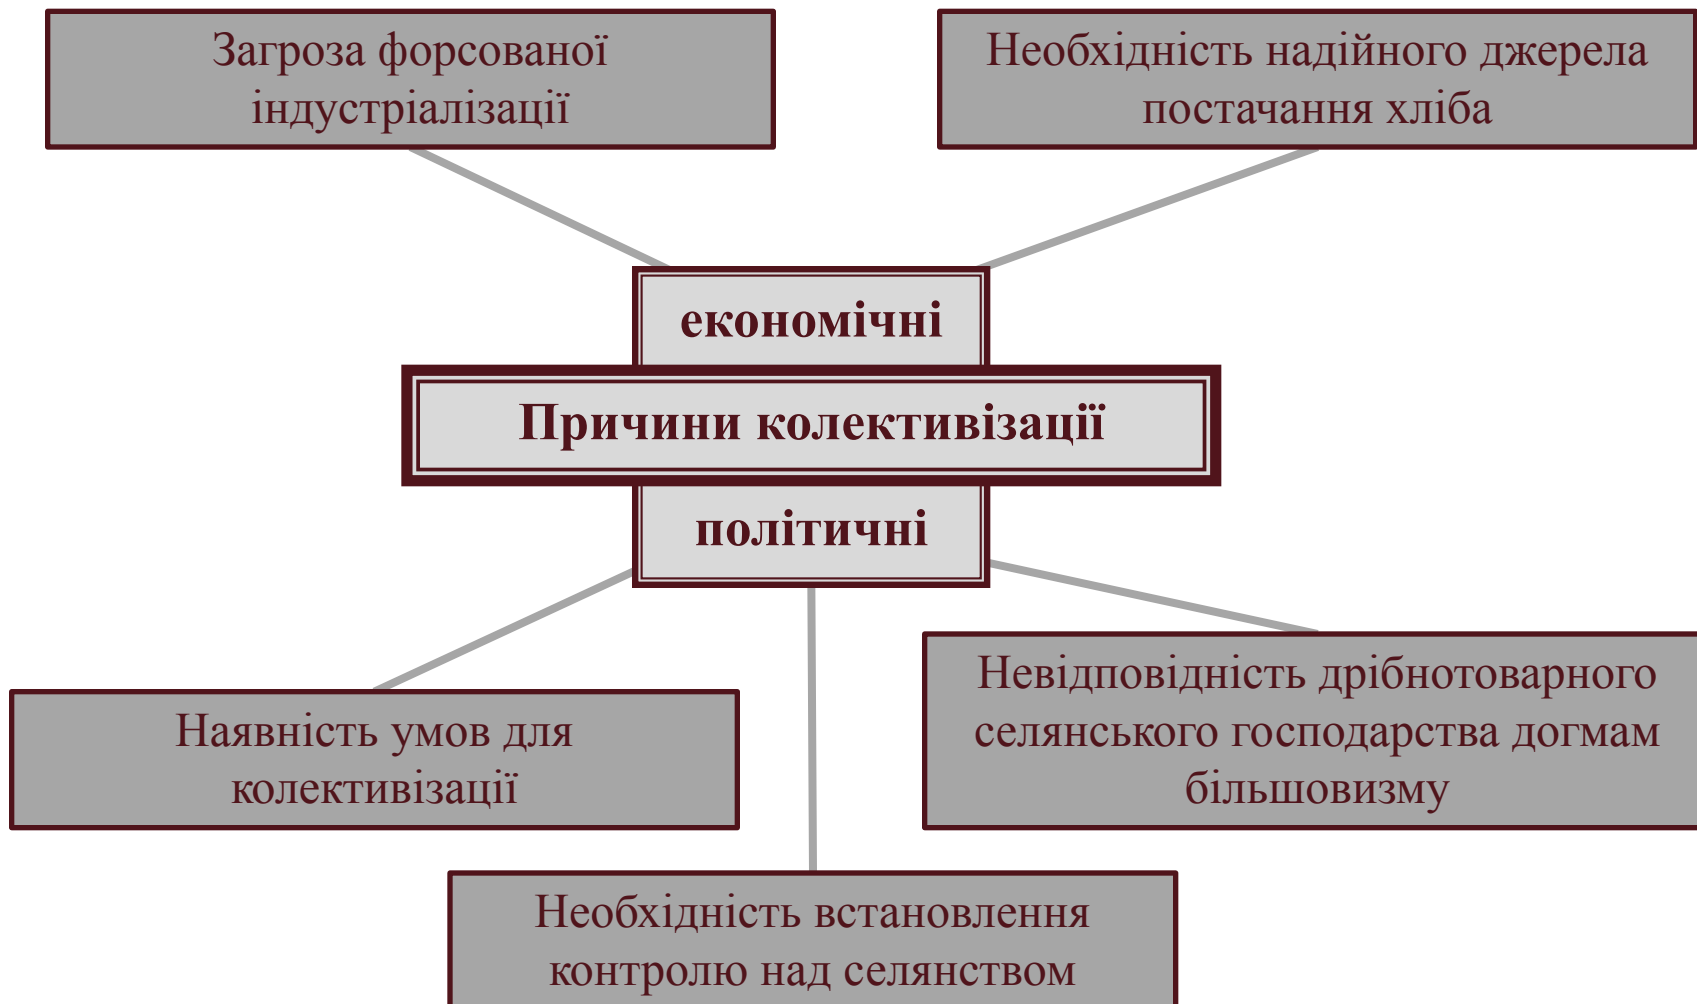 Загроза форсованої
індустріалізації
Необхідність надійного джерела
постачання хліба
економічні
Причини колективізації
політичні
Наявність умов для
колективізації
Невідповідність дрібнотоварного
селянського господарства догмам
більшовизму
Необхідність встановлення
контролю над селянством